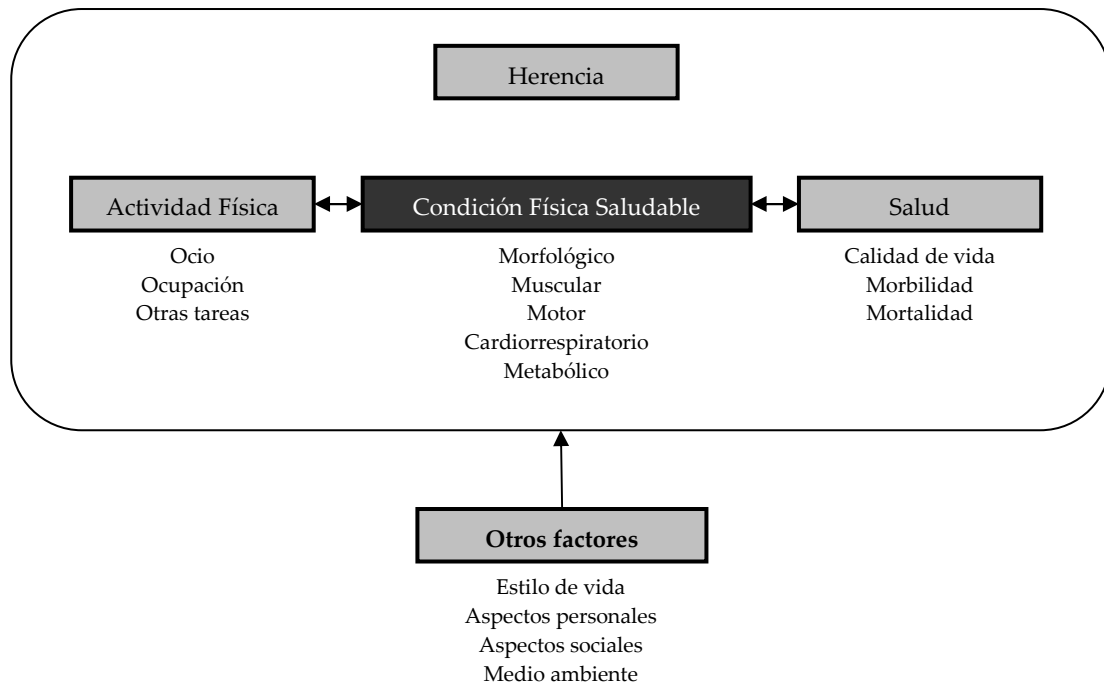 Herencia
Actividad Física
Condición Física Saludable
Salud
Ocio
Ocupación
Otras tareas
Morfológico
Muscular
Motor
Cardiorrespiratorio
Metabólico
Calidad de vida
Morbilidad
Mortalidad
Otros factores
Estilo de vida
Aspectos personales
Aspectos sociales
Medio ambiente